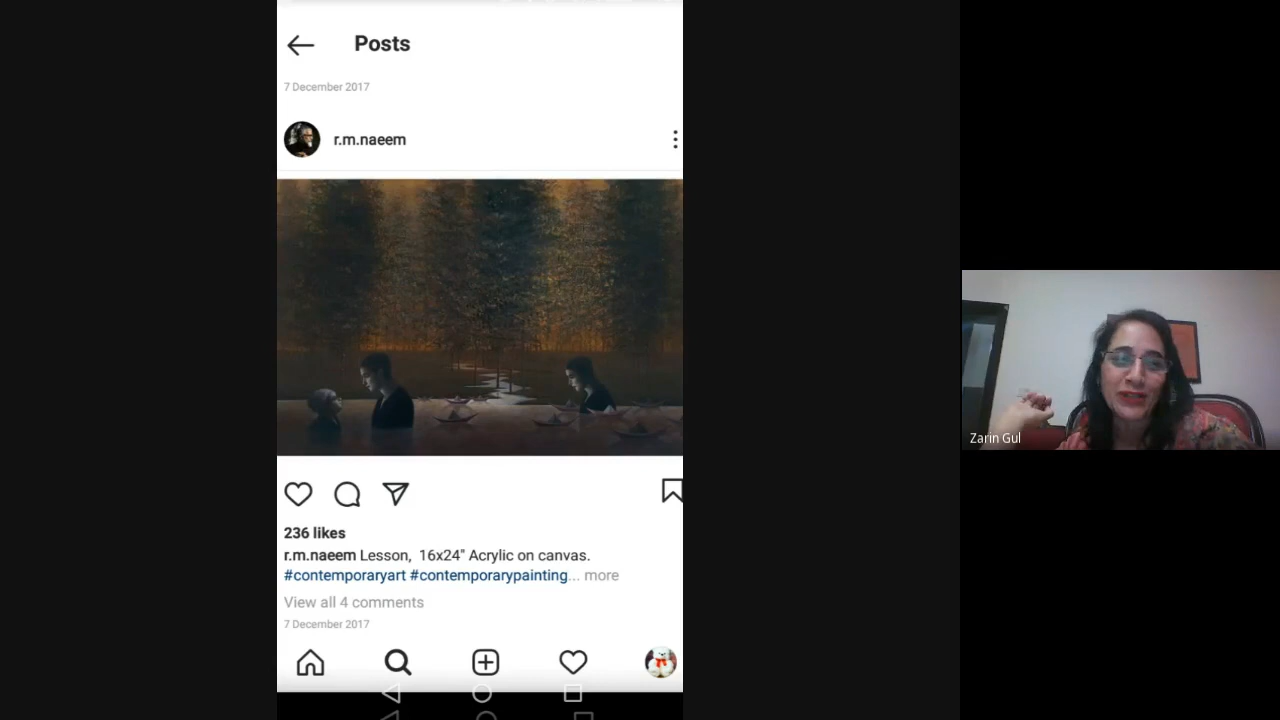 Posts
7 December 2017
r.m.naeem
236 likes
r.m.naeem Lesson, 16x24" Acrylic on canvas.
#contemporaryart #contemporarypainting... more
View all 4 comments
7 December 2017
Zarin Gul